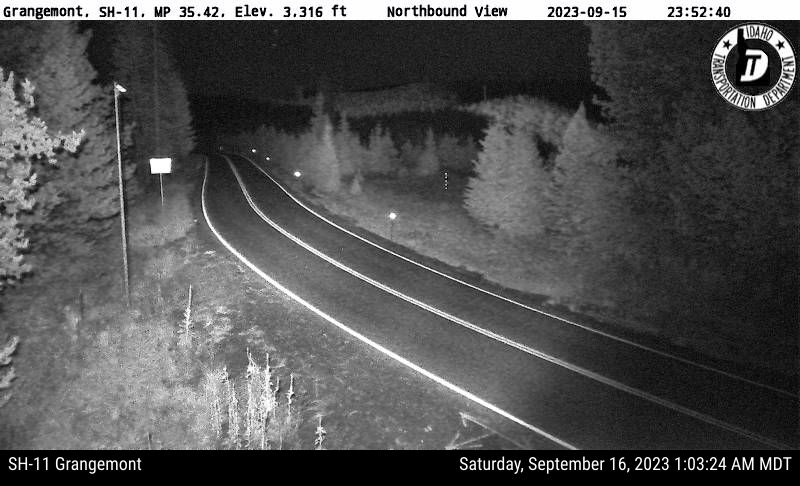 Grangemont, SH-11, MP 35.42, Elev. 3,316 ft Northbound View 2023-09-15 23:52:40
IDAHO
TRANSPORTATION DEPARTMENT
SH-11 Grangemont Saturday, September 16, 2023 1:03:24 AM MDT